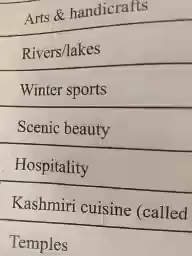 Arts & handicrafts
Rivers/lakes
Winter sports
Scenic beauty
Hospitality
Kashmiri cuisine (called
Temples